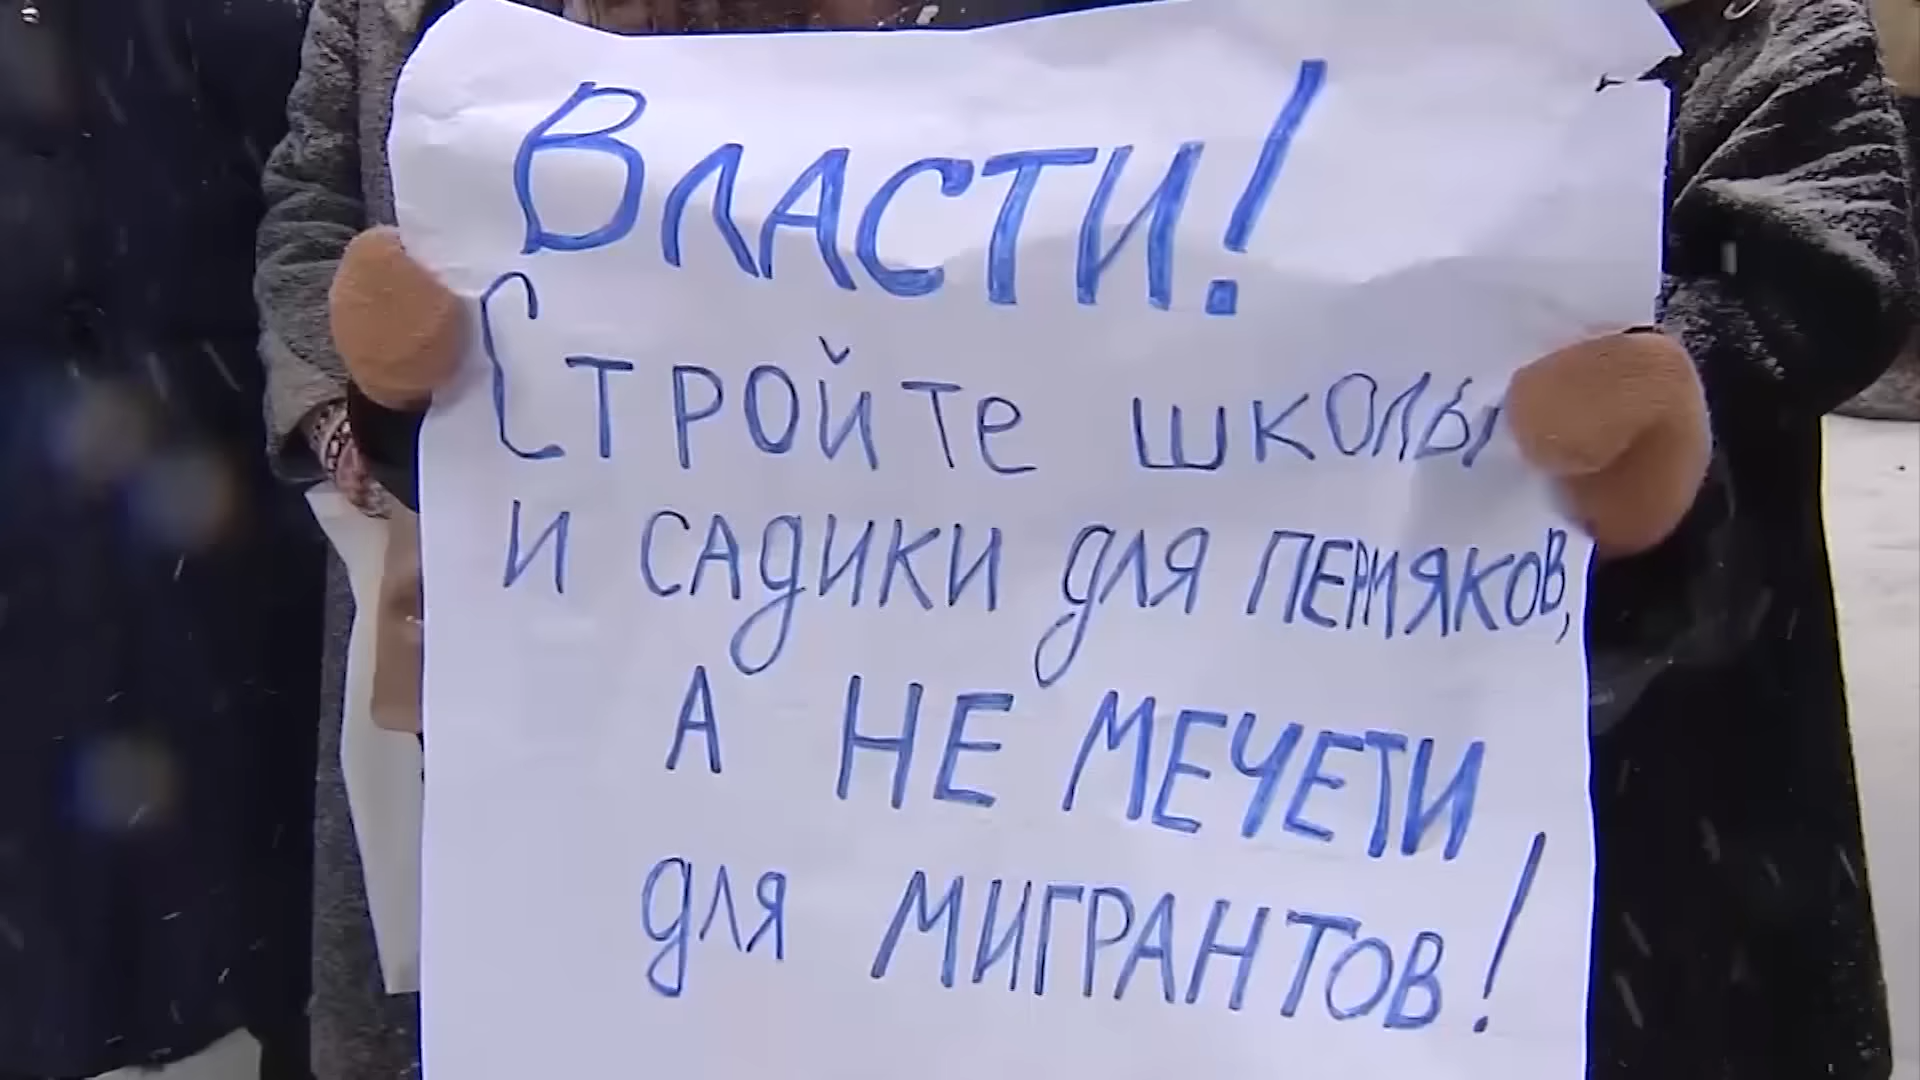 Власти!
Стройте школы
и садики для пермяков,
а не мечети
для мигрантов!